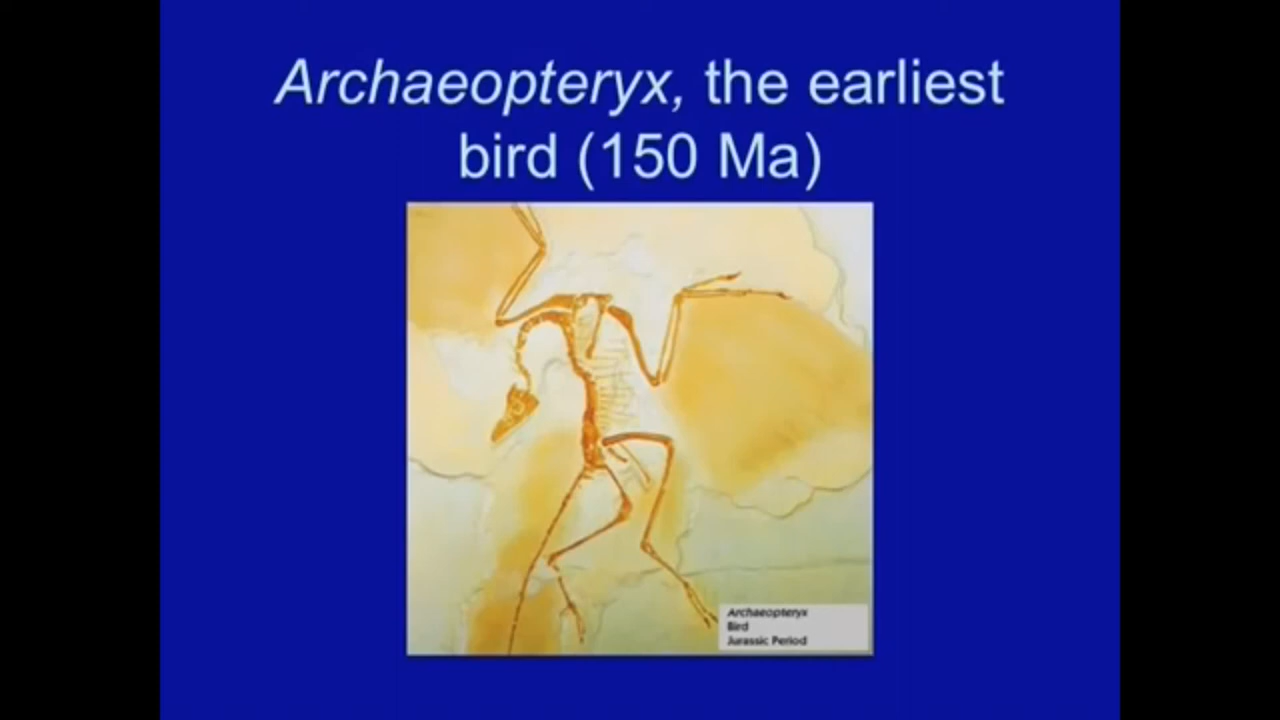 Archaeopteryx, the earliest
bird (150 Ma)
Archaeopteryx
Bird
Jurassic Period